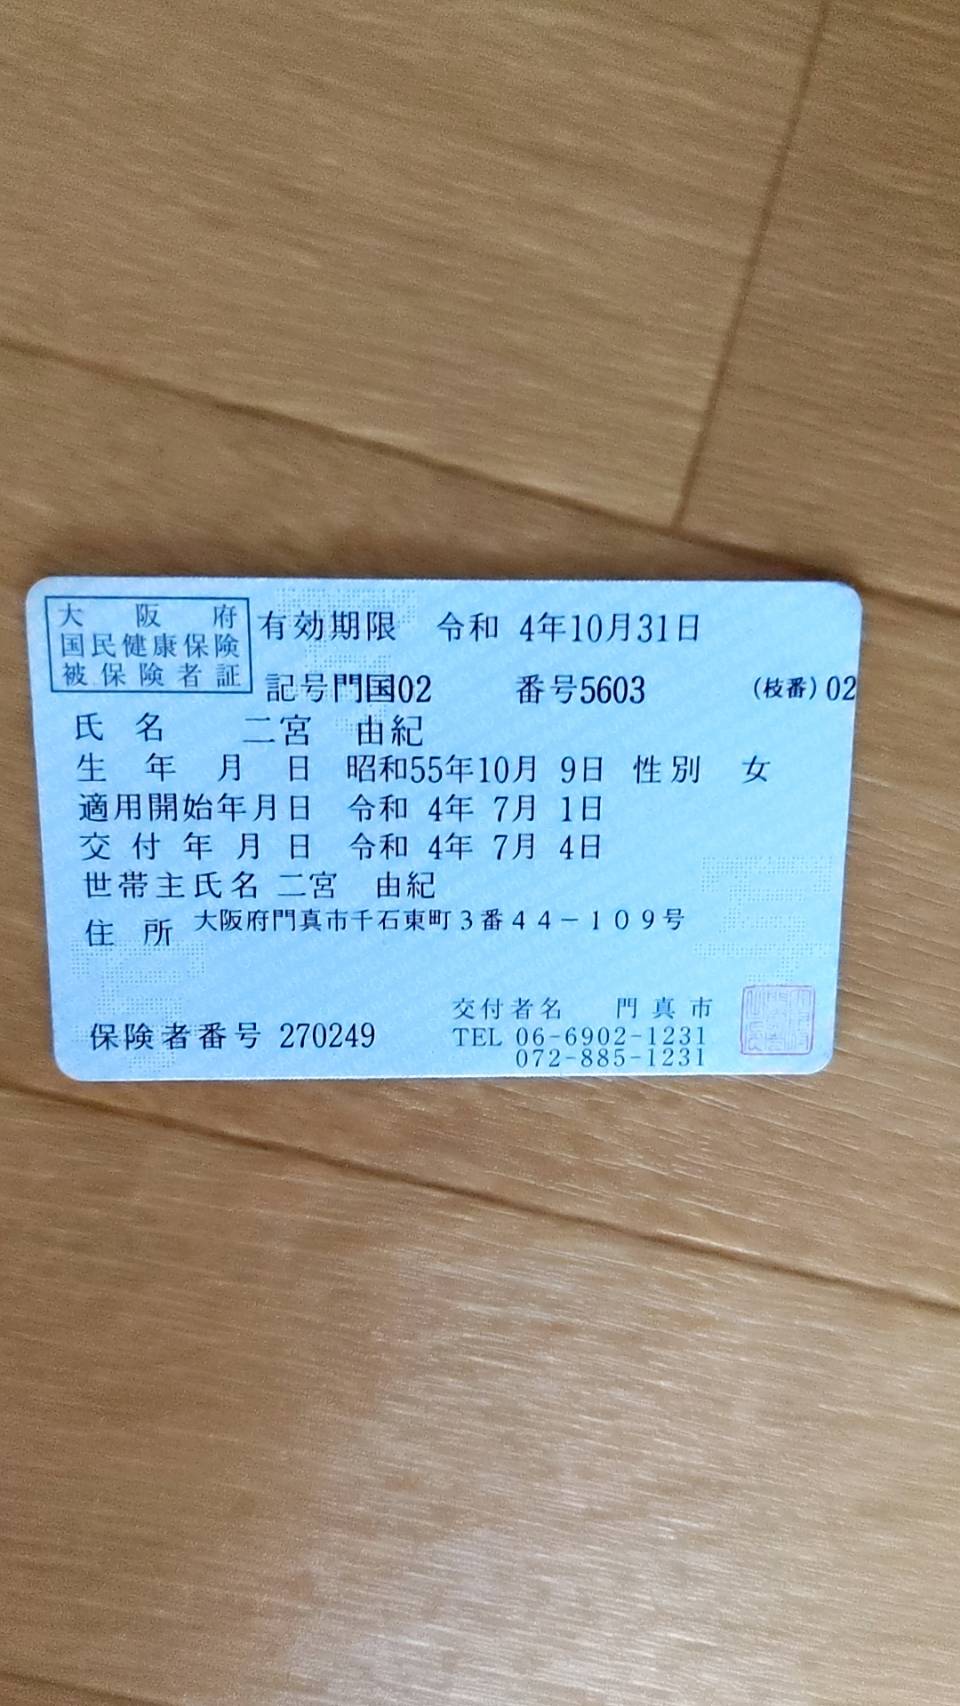 大阪府
国民健康保険
被保険者証
有効期限 令和 4年10月31日
記号門国02 番号5603 (枝番)02
氏名 二宮 由紀
生年月日 昭和55年10月 9日 性別 女
適用開始年月日 令和 4年 7月 1日
交付年月日 令和 4年 7月 4日
世帯主氏名 二宮 由紀
住所 大阪府門真市千石東町3番44-109号
保険者番号 270249
交付者名 門真市
TEL 06-6902-1231
072-885-1231